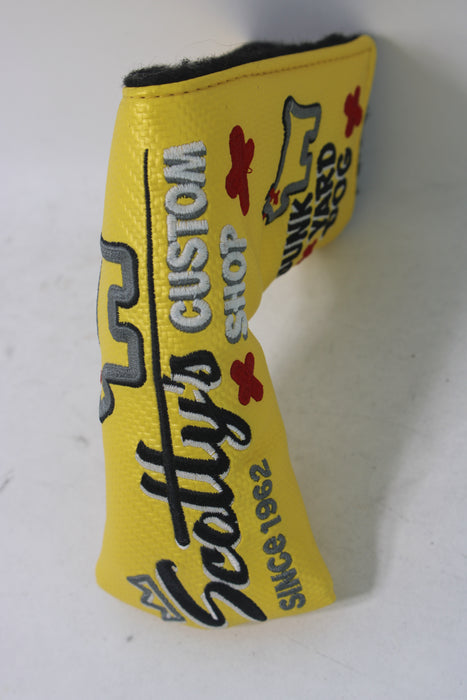 Scotty's
CUSTOM
SHOP
SINCE 1962
JUNK
YARD
DOG